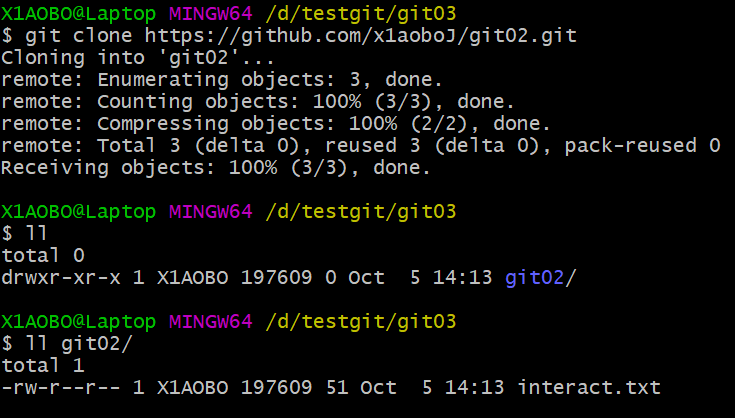 X1AOBO@Laptop MINGW64 /d/testgit/git03
$ git clone https://github.com/x1aoboJ/git02.git
Cloning into 'git02'...
remote: Enumerating objects: 3, done.
remote: Counting objects: 100% (3/3), done.
remote: Compressing objects: 100% (2/2), done.
remote: Total 3 (delta 0), reused 3 (delta 0), pack-reused 0
Receiving objects: 100% (3/3), done.
X1AOBO@Laptop MINGW64 /d/testgit/git03
$ ll
total 0
drwxr-xr-x 1 X1AOBO 197609 0 Oct  5 14:13 git02/
X1AOBO@Laptop MINGW64 /d/testgit/git03
$ ll git02/
total 1
-rw-r--r-- 1 X1AOBO 197609 51 Oct  5 14:13 interact.txt